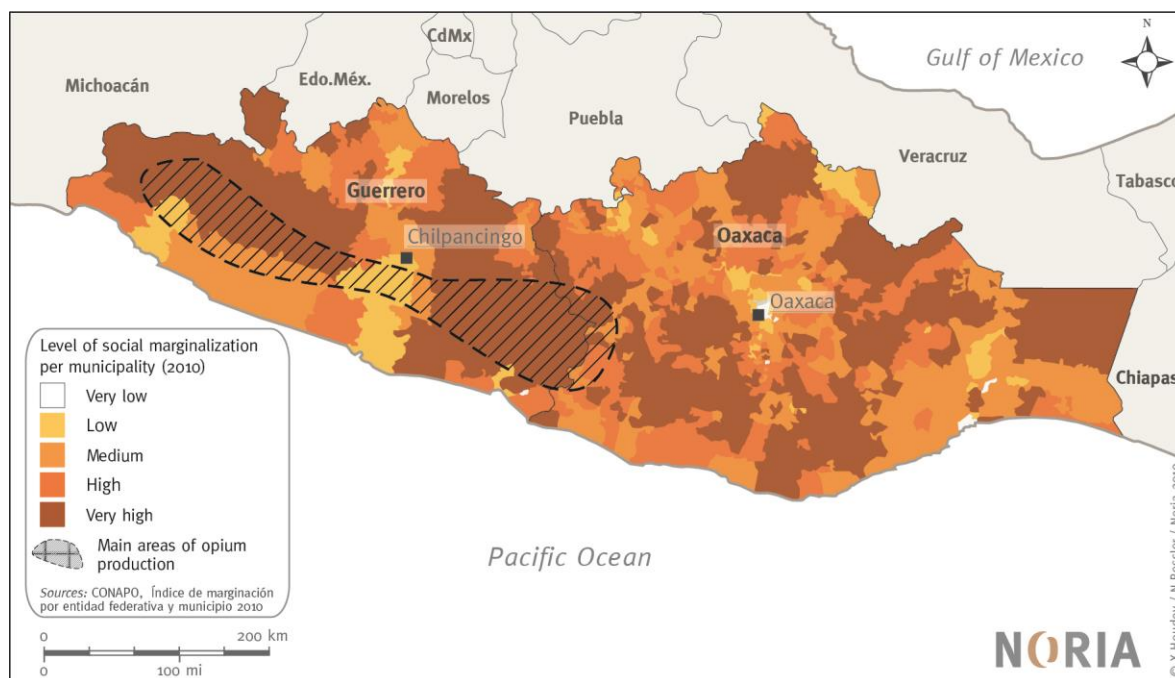 N
CdMx
Gulf of Mexico
Michoacán
Edo.Méx.
Morelos
Puebla
Veracruz
Tabasco
Guerrero
Chilpancingo
Oaxaca
Oaxaca
Chiapas
Level of social marginalization
per municipality (2010)
Very low
Low
Medium
High
Very high
Main areas of opium
production
Sources: CONAPO, Índice de marginación
por entidad federativa y municipio 2010
0 200 km
0 100 mi
Pacific Ocean
NORIA